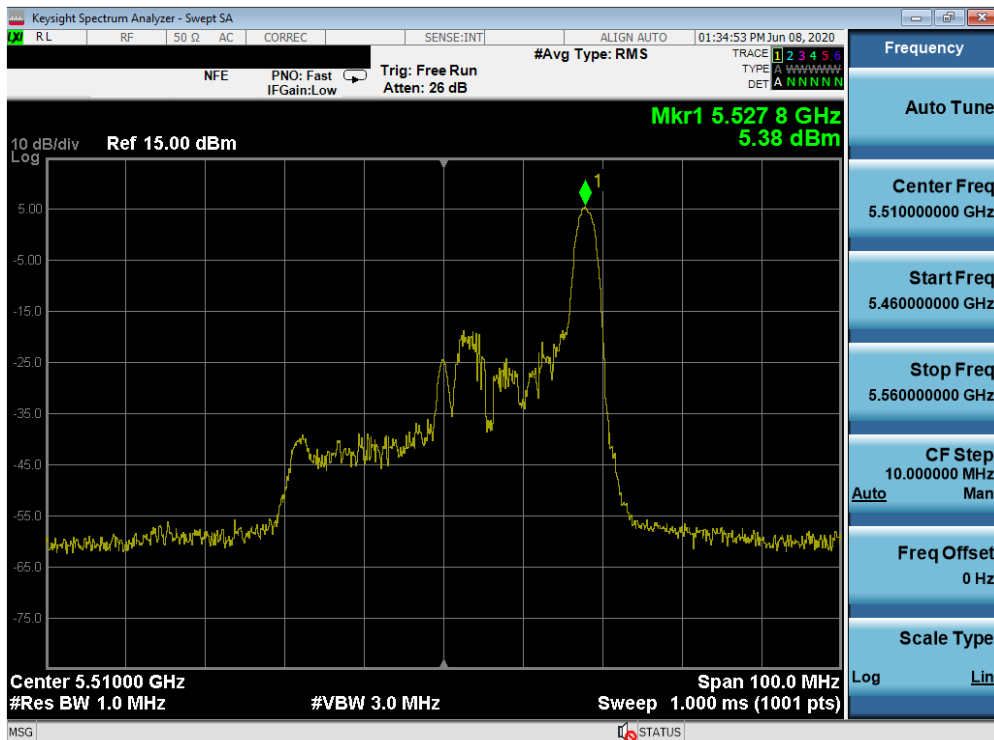 Keysight Spectrum Analyzer - Swept SA
LXI RL RF 50 Ω AC CORREC SENSE:INT ALIGN AUTO 01:34:53 PM Jun 08, 2020
#Avg Type: RMS
TRACE 1 2 3 4 5 6
TYPE A WWWWW
DET A N N N N N
NFE PNO: Fast Trig: Free Run
IFGain:Low Atten: 26 dB
Mkr1 5.527 8 GHz
5.38 dBm
10 dB/div Ref 15.00 dBm
Log
1
5.00
-5.00
-15.0
-25.0
-35.0
-45.0
-55.0
-65.0
-75.0
Center 5.51000 GHz Span 100.0 MHz
#Res BW 1.0 MHz #VBW 3.0 MHz Sweep 1.000 ms (1001 pts)
MSG STATUS
Frequency
Auto Tune
Center Freq
5.510000000 GHz
Start Freq
5.460000000 GHz
Stop Freq
5.560000000 GHz
CF Step
10.000000 MHz
Auto Man
Freq Offset
0 Hz
Scale Type
Log Lin